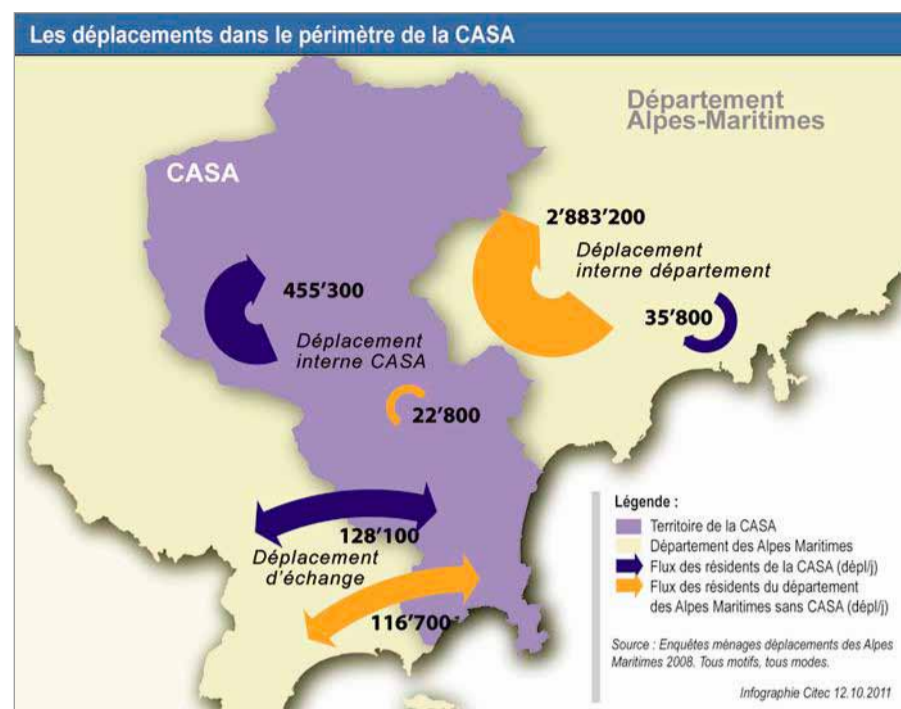 Les déplacements dans le périmètre de la CASA
Département
Alpes-Maritimes
CASA
2'883'200
Déplacement
interne département
455'300
35'800
Déplacement
interne CASA
22'800
128'100
Déplacement
d'échange
116'700
Légende :
Territoire de la CASA
Département des Alpes Maritimes
Flux des résidents de la CASA (dépl/j)
Flux des résidents du département
des Alpes Maritimes sans CASA (dépl/j)
Source : Enquêtes ménages déplacements des Alpes
Maritimes 2008. Tous motifs, tous modes.
Infographie Citec 12.10.2011